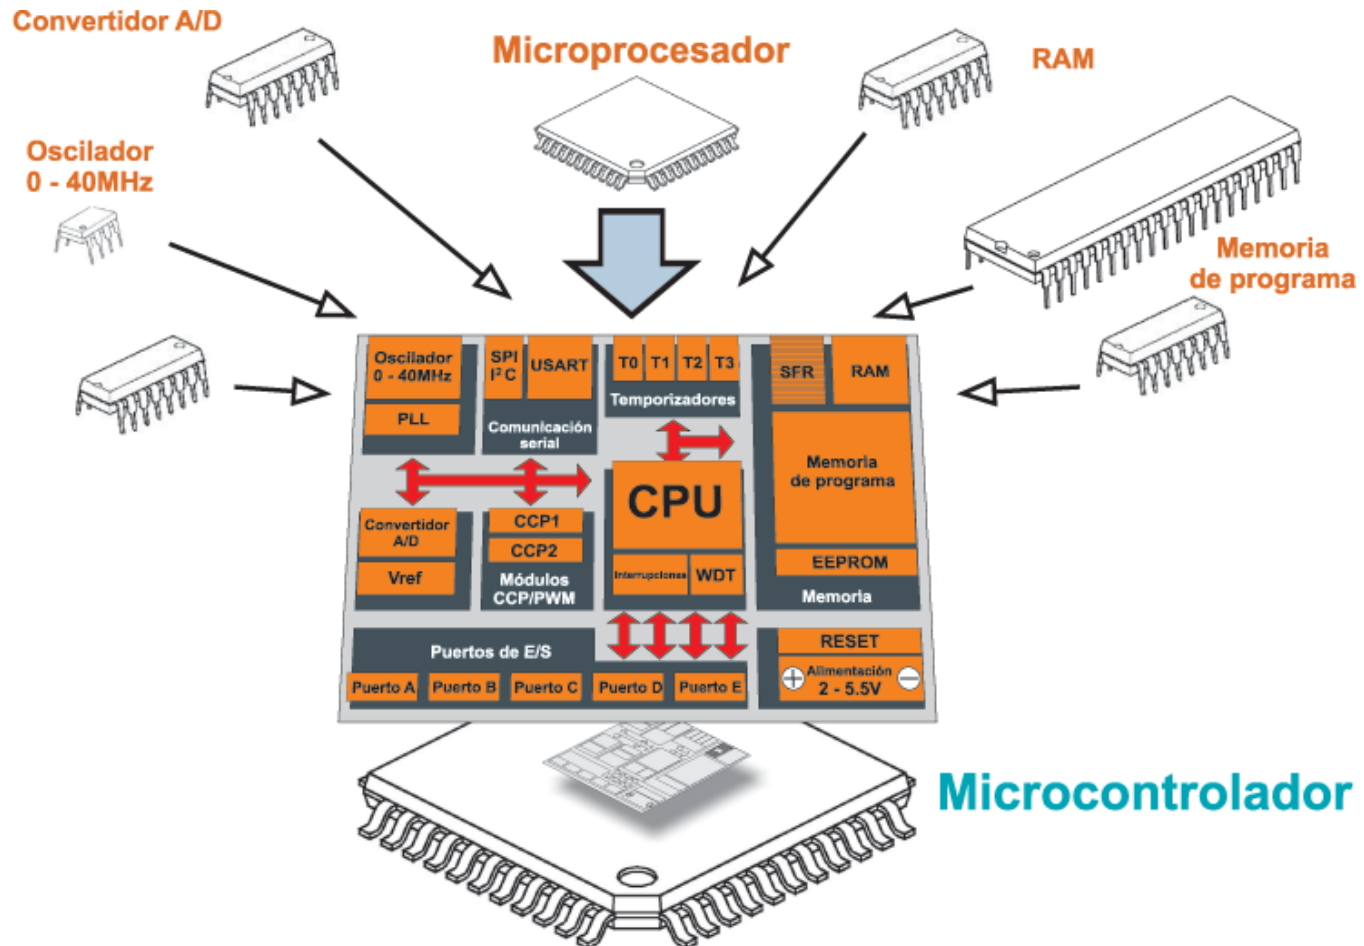 Convertidor A/D
Microprocesador
RAM
Oscilador
0 - 40MHz
Memoria
de programa
Oscilador
0 - 40MHz
PLL
SPI
I²C
USART
Comunicación
serial
T0
T1
T2
T3
Temporizadores
SFR
RAM
Memoria
de programa
EEPROM
Memoria
CPU
Interrupciones
WDT
Convertidor
A/D
Vref
CCP1
CCP2
Módulos
CCP/PWM
Puertos de E/S
Puerto A
Puerto B
Puerto C
Puerto D
Puerto E
RESET
+
Alimentación
2 - 5.5V
−
Microcontrolador